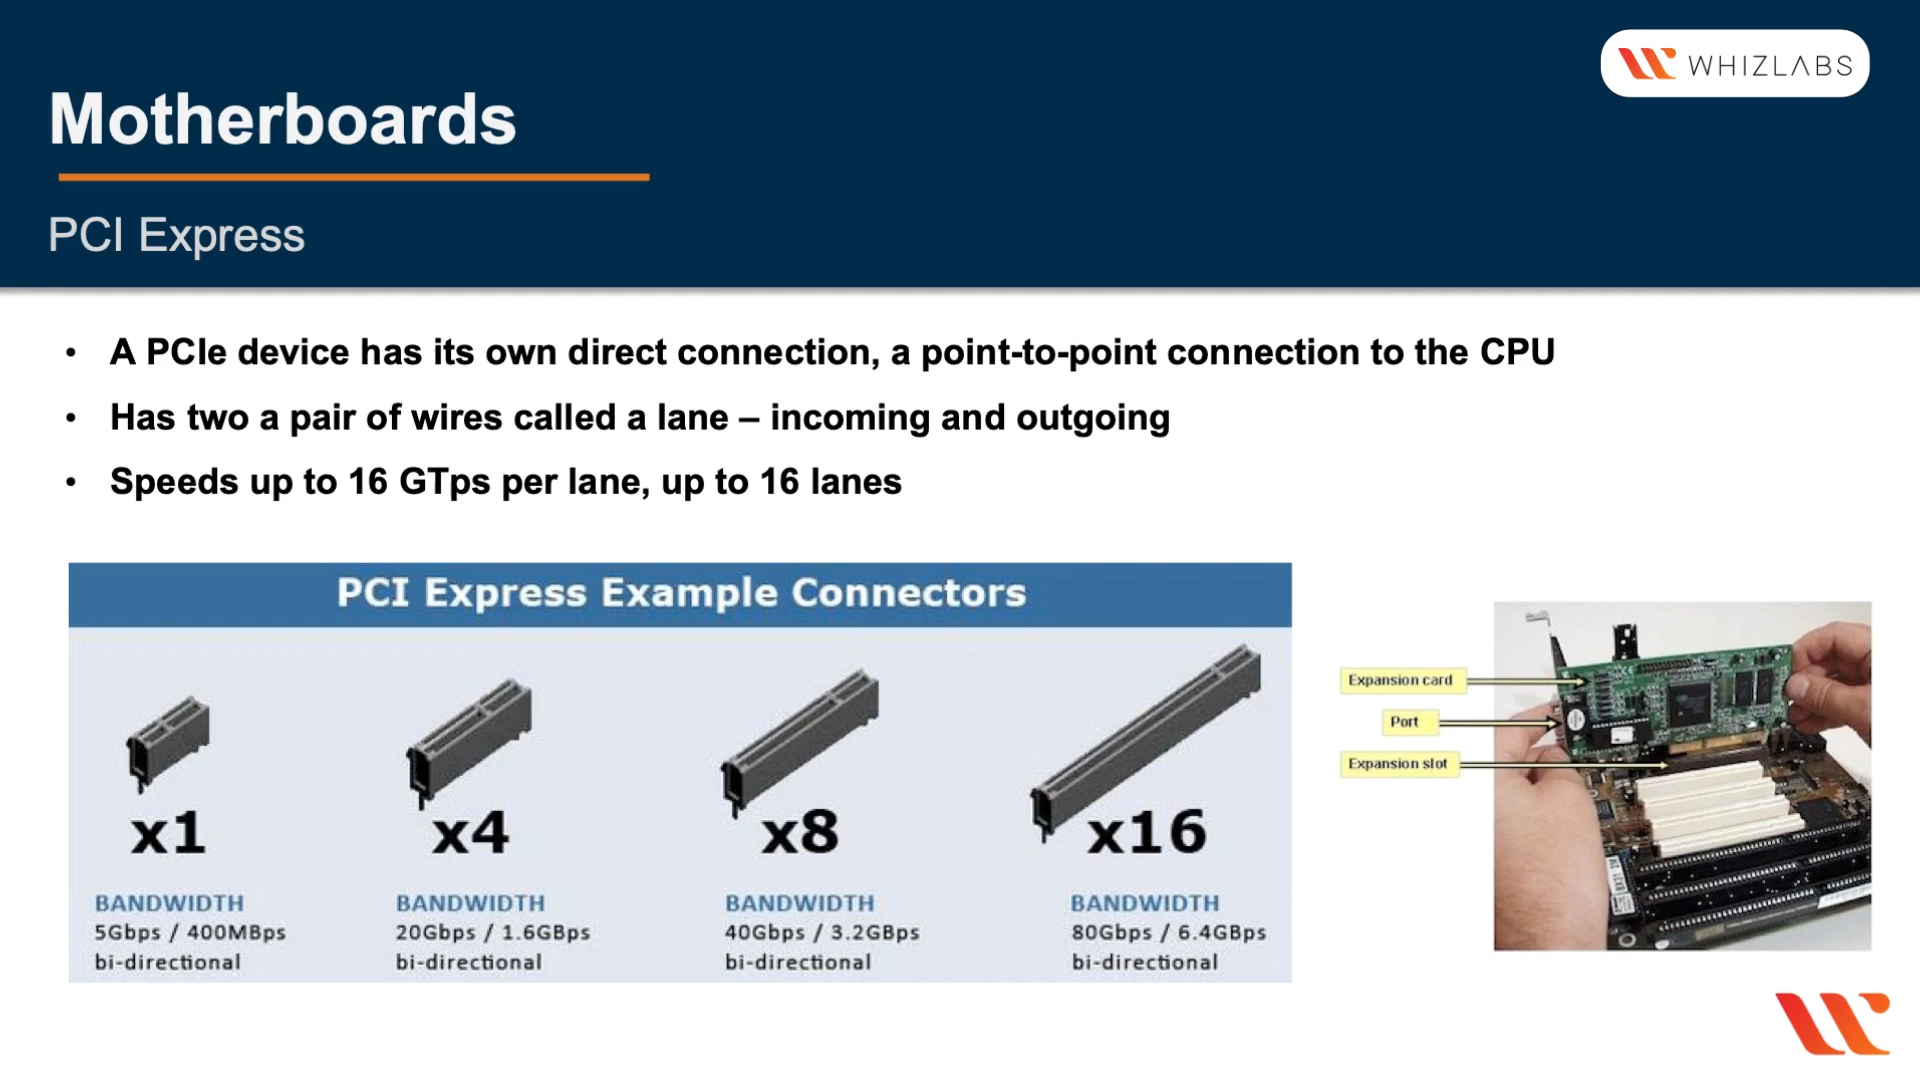 WHIZLABS
Motherboards
PCI Express
• A PCIe device has its own direct connection, a point-to-point connection to the CPU
• Has two a pair of wires called a lane – incoming and outgoing
• Speeds up to 16 GTps per lane, up to 16 lanes
PCI Express Example Connectors
x1
x4
x8
x16
BANDWIDTH
5Gbps / 400MBps
bi-directional
BANDWIDTH
20Gbps / 1.6GBps
bi-directional
BANDWIDTH
40Gbps / 3.2GBps
bi-directional
BANDWIDTH
80Gbps / 6.4GBps
bi-directional
Expansion card
Port
Expansion slot